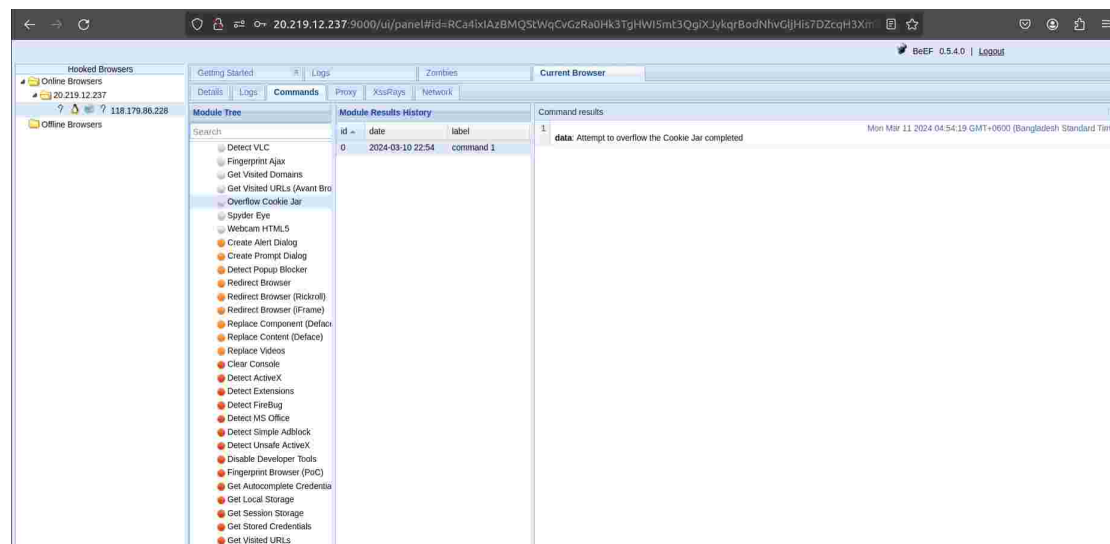 20.219.12.237:9000/ui/panel#id=RCa4ixIAzBMQStWqCvGzRa0Hk3TgHWI5mt3QgiXJykqrBodNhvGljHis7DZcqH3Xm
BeEF 0.5.4.0 | Logout
Hooked Browsers
Online Browsers
20.219.12.237
? ? 118.179.86.228
Offline Browsers
Getting Started Logs Zombies Current Browser
Details Logs Commands Proxy XssRays Network
Module Tree
Search
Detect VLC
Fingerprint Ajax
Get Visited Domains
Get Visited URLs (Avant Bro
Overflow Cookie Jar
Spyder Eye
Webcam HTML5
Create Alert Dialog
Create Prompt Dialog
Detect Popup Blocker
Redirect Browser
Redirect Browser (Rickroll)
Redirect Browser (iFrame)
Replace Component (Deface
Replace Content (Deface)
Replace Videos
Clear Console
Detect ActiveX
Detect Extensions
Detect FireBug
Detect MS Office
Detect Simple Adblock
Detect Unsafe ActiveX
Disable Developer Tools
Fingerprint Browser (PoC)
Get Autocomplete Credentia
Get Local Storage
Get Session Storage
Get Stored Credentials
Get Visited URLs
Module Results History
id date label
0 2024-03-10 22:54 command 1
Command results
1 Mon Mar 11 2024 04:54:19 GMT+0600 (Bangladesh Standard Tim
data: Attempt to overflow the Cookie Jar completed